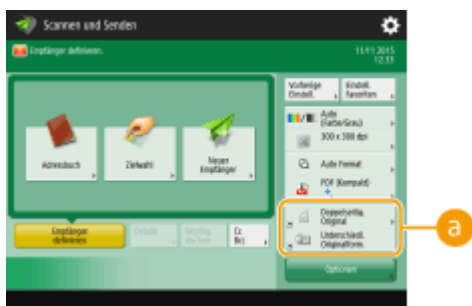 Scannen und Senden
Empfänger definieren.
11/11 2015
12:33
Vorherige
Einstell.
Einstell.
Favoriten
Auto
(Farbe/Grau)
300 x 300 dpi
Auto Format
PDF (Kompakt)
Doppelseitig.
Original
Unterschiedl.
Originalform.
Adressbuch
Zielwahl
Neuer
Empfänger
Empfänger
definieren
Details
Empfng.
löschen
Cc
Bcc
Optionen
a